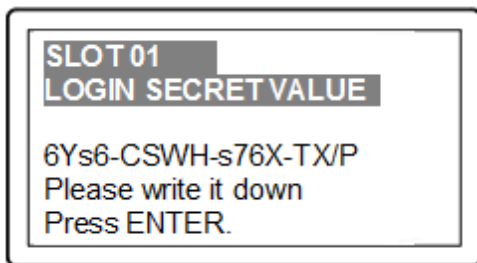 SLOT 01
LOGIN SECRET VALUE
6Ys6-CSWH-s76X-TX/P
Please write it down
Press ENTER.